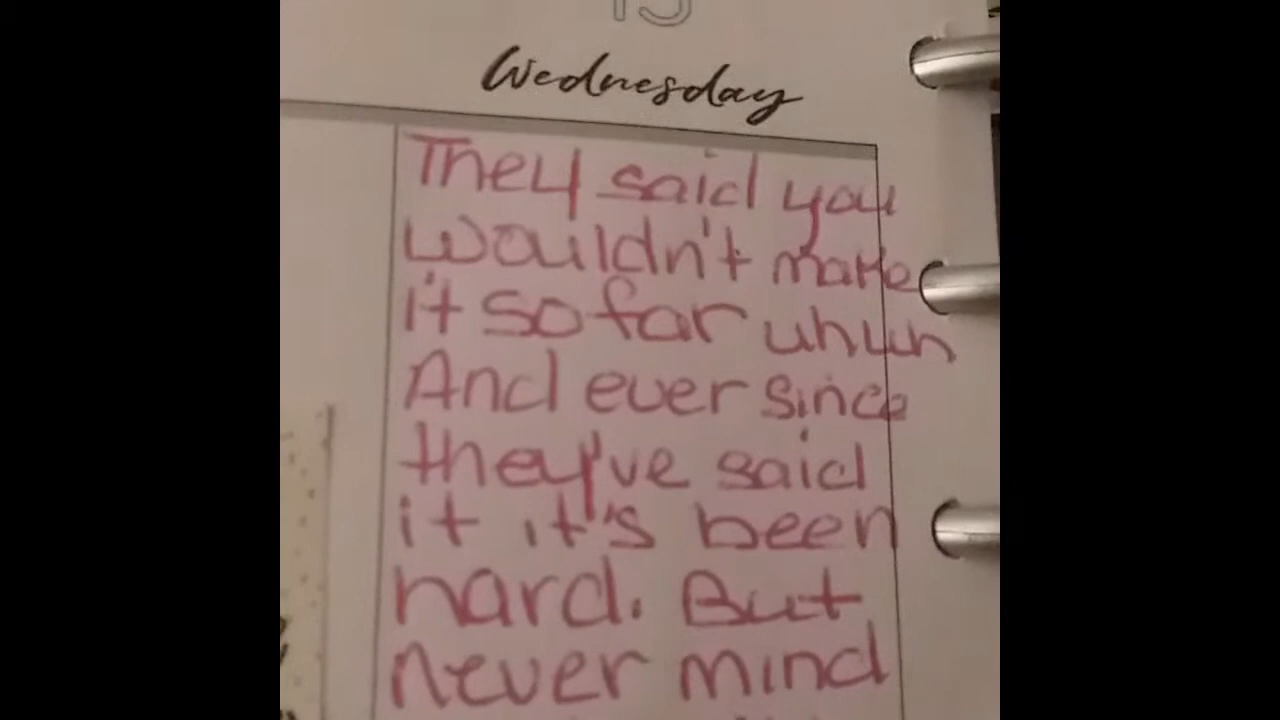 Wednesday
They said you
wouldn't make
it so far uhuh
And ever since
they've said
it it's been
hard. But
never mind